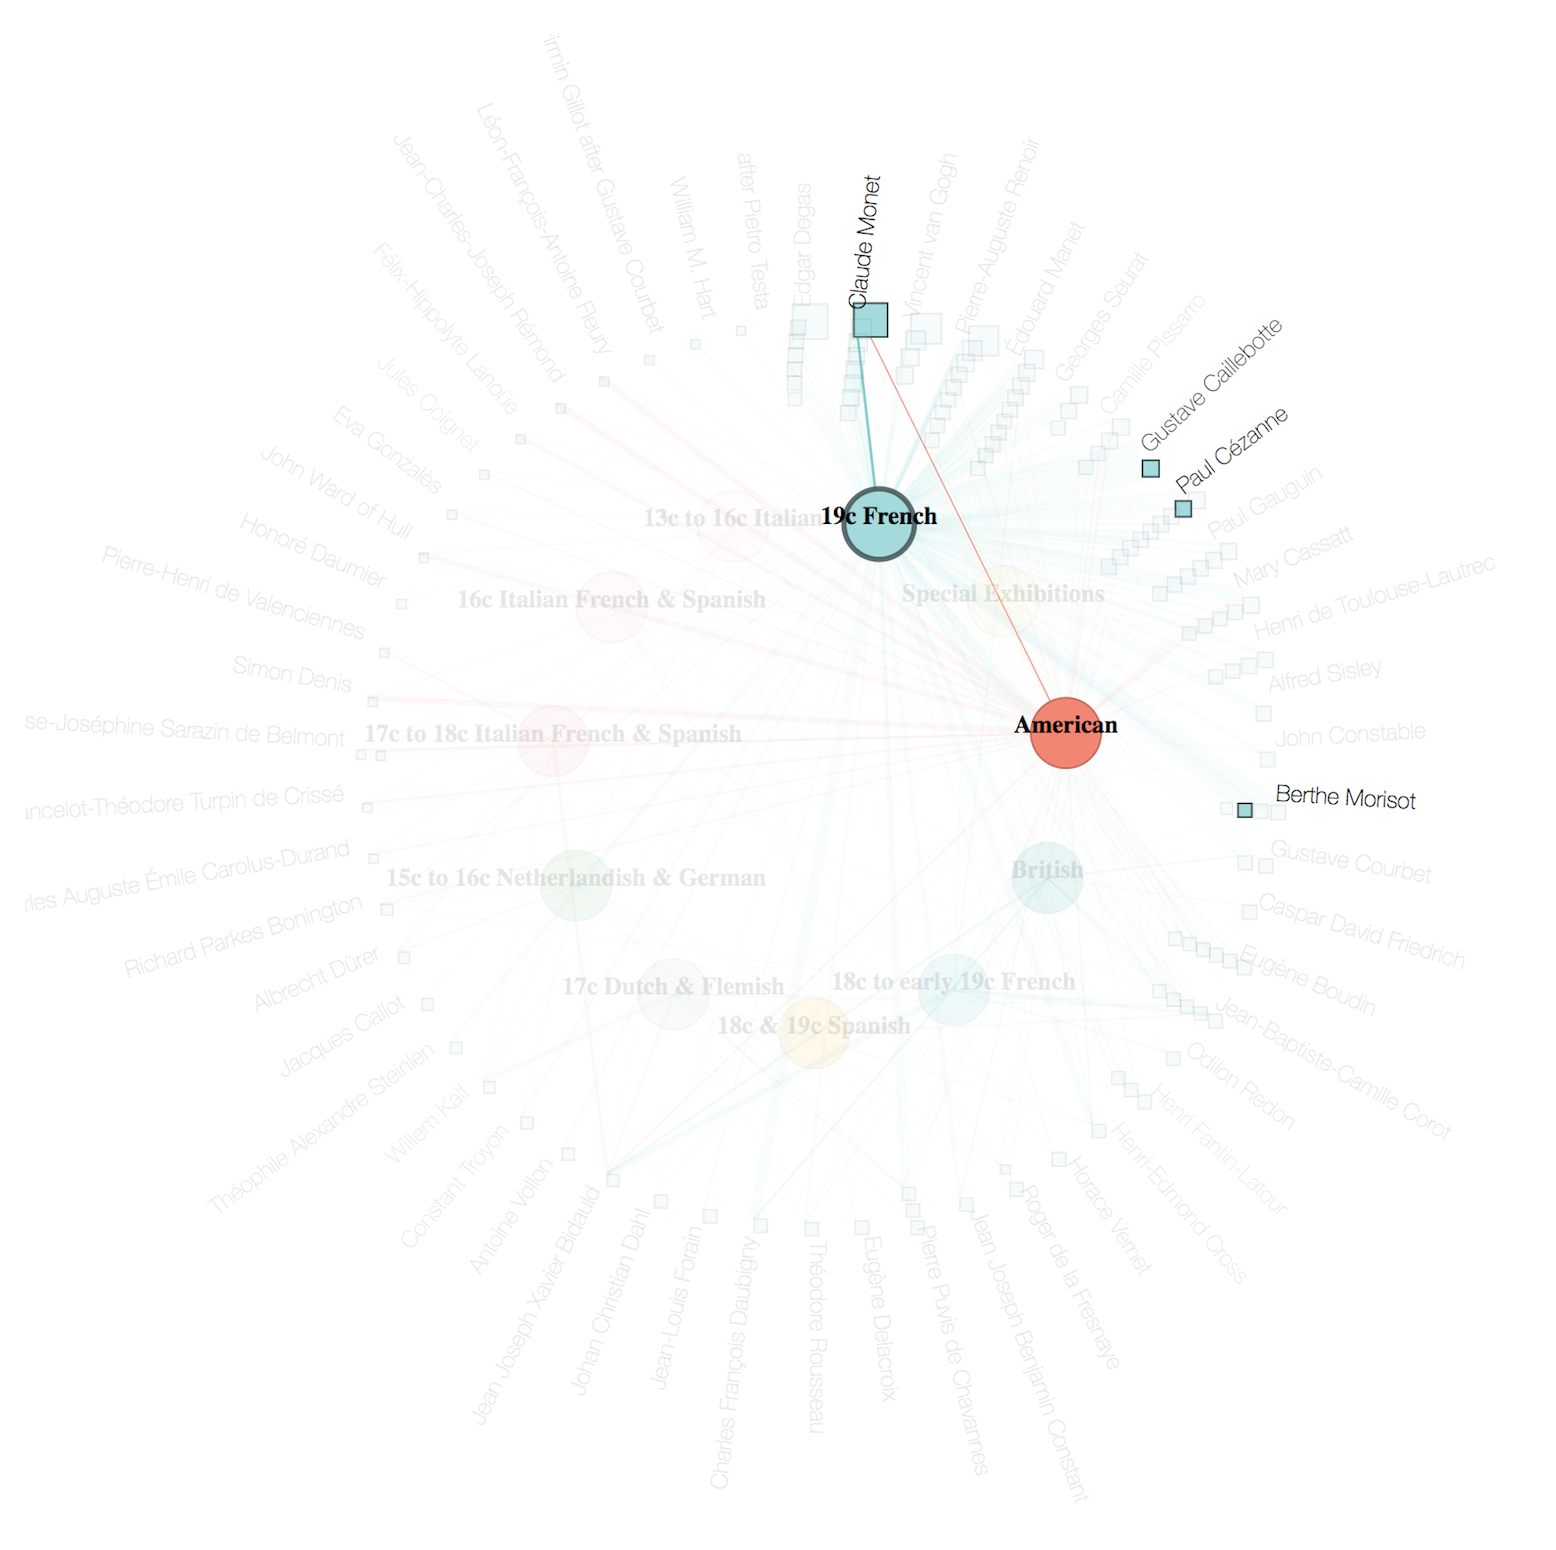 -irmin Gillot after Gustave Courbet
Léon-François-Antoine Fleury
Jean-Charles-Joseph Rémond
Félix-Hippolyte Lanoüe
Jules Coignet
Eva Gonzalès
John Ward of Hull
Honoré Daumier
Pierre-Henri de Valenciennes
Simon Denis
se-Joséphine Sarazin de Belmont
ancelot-Théodore Turpin de Crissé
rles Auguste Émile Carolus-Durand
Richard Parkes Bonington
Albrecht Dürer
Jacques Callot
Théophile Alexandre Steinlen
Willem Kalf
Constant Troyon
Antoine Vollon
Jean Joseph Xavier Bidauld
Johan Christian Dahl
Jean-Louis Forain
Charles François Daubigny
Théodore Rousseau
Eugène Delacroix
Pierre Puvis de Chavannes
Jean Joseph Benjamin Constant
Roger de la Fresnaye
Horace Vernet
Henri-Edmond Cross
Henri Fantin-Latour
Odilon Redon
Jean-Baptiste-Camille Corot
Eugène Boudin
Caspar David Friedrich
Gustave Courbet
Berthe Morisot
John Constable
Alfred Sisley
Henri de Toulouse-Lautrec
Mary Cassatt
Paul Gauguin
Paul Cézanne
Gustave Caillebotte
Camille Pissarro
Georges Seurat
Édouard Manet
Pierre-Auguste Renoir
Vincent van Gogh
Claude Monet
Edgar Degas
after Pietro Testa
William M. Hart
13c to 16c Italian
19c French
16c Italian French & Spanish
Special Exhibitions
17c to 18c Italian French & Spanish
American
15c to 16c Netherlandish & German
British
17c Dutch & Flemish
18c to early 19c French
18c & 19c Spanish